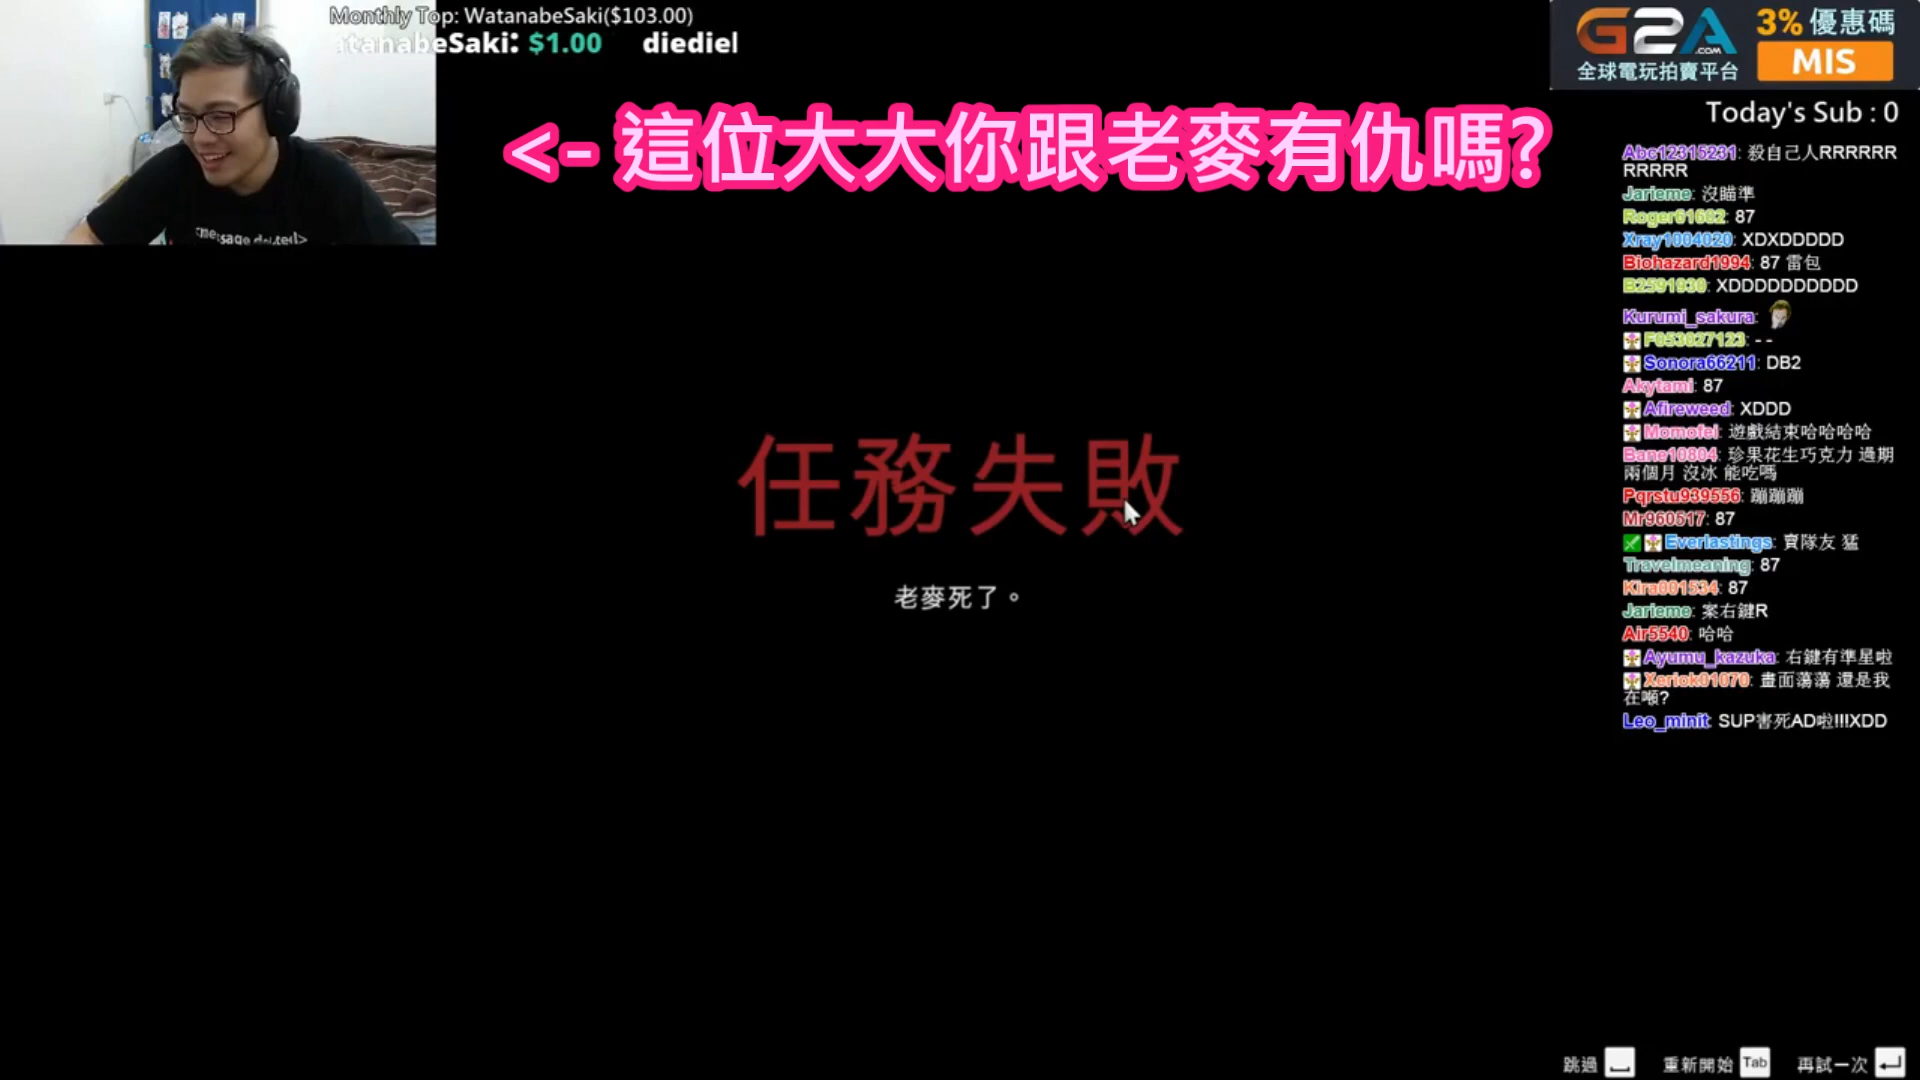 Monthly Top: WatanabeSaki($103.00)
atanabeSaki: $1.00 diediel
G2A
.COM
全球電玩拍賣平台
3% 優惠碼
MIS
Today's Sub : 0
<- 這位大大你跟老麥有仇嗎?
Abc12315231: 殺自己人RRRRRR
RRRRR
Jarieme: 沒瞄準
Roger61602: 87
Xray1004020: XDXDDDDD
Biohazard1994: 87 雷包
B2591930: XDDDDDDDDDD
Kurumi_sakura:
F053027123: - -
Sonora66211: DB2
Akytami: 87
Afireweed: XDDD
Momofei: 遊戲結束哈哈哈哈
Bane10804: 珍果花生巧克力 過期
兩個月 沒冰 能吃嗎
Pqrstu939556: 蹦蹦蹦
Mr960517: 87
Everlastings: 賣隊友 猛
Travelmeaning: 87
Kira001534: 87
Jarieme: 案右鍵R
Air5540: 哈哈
Ayumu_kazuka: 右鍵有準星啦
Xeriok01070: 畫面蕩蕩 還是我
在噸?
Leo_minit: SUP害死AD啦!!!XDD
任務失敗
老麥死了。
跳過 重新開始 Tab 再試一次